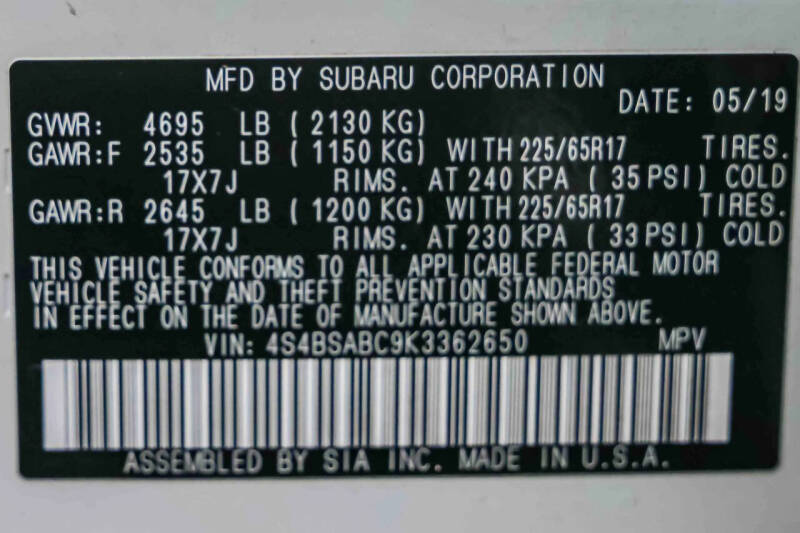 MFD BY SUBARU CORPORATION
DATE: 05/19
GVWR: 4695 LB ( 2130 KG)
GAWR:F 2535 LB ( 1150 KG) WITH 225/65R17 TIRES.
17X7J RIMS. AT 240 KPA ( 35 PSI) COLD
GAWR:R 2645 LB ( 1200 KG) WITH 225/65R17 TIRES.
17X7J RIMS. AT 230 KPA ( 33 PSI) COLD
THIS VEHICLE CONFORMS TO ALL APPLICABLE FEDERAL MOTOR
VEHICLE SAFETY AND THEFT PREVENTION STANDARDS
IN EFFECT ON THE DATE OF MANUFACTURE SHOWN ABOVE.
VIN: 4S4BSABC9K3362650 MPV
ASSEMBLED BY SIA INC. MADE IN U.S.A.